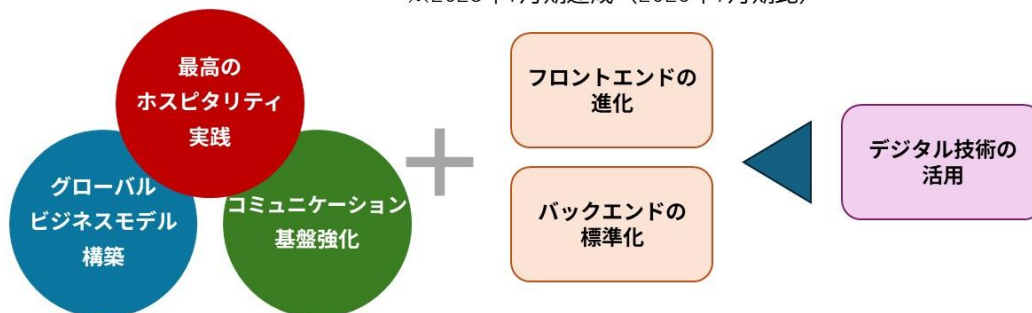 最高の
ホスピタリティ
実践
グローバル
ビジネスモデル
構築
コミュニケーション
基盤強化
フロントエンドの
進化
バックエンドの
標準化
デジタル技術の
活用